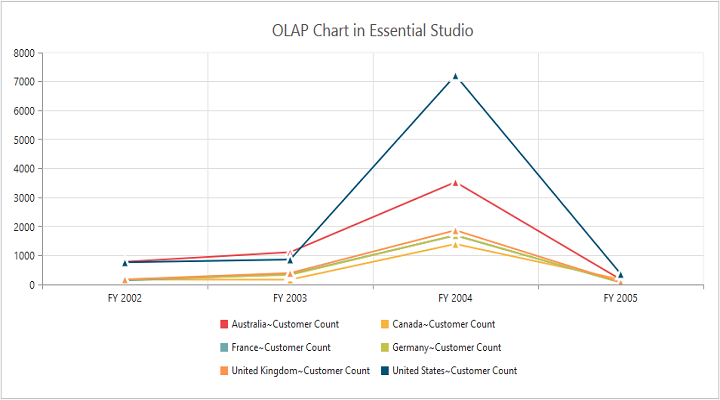 OLAP Chart in Essential Studio
8000
7000
6000
5000
4000
3000
2000
1000
0
FY 2002 FY 2003 FY 2004 FY 2005
Australia~Customer Count Canada~Customer Count
France~Customer Count Germany~Customer Count
United Kingdom~Customer Count United States~Customer Count